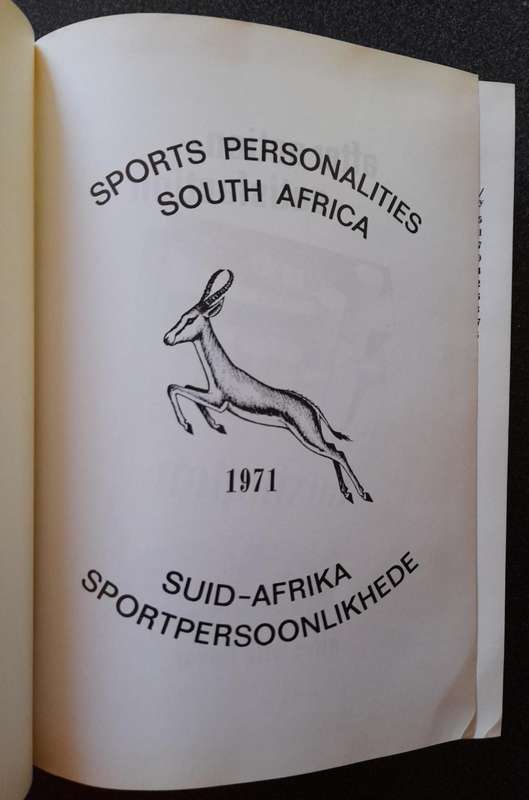 SPORTS PERSONALITIES
SOUTH AFRICA
1971
SUID-AFRIKA
SPORTPERSOONLIKHEDE